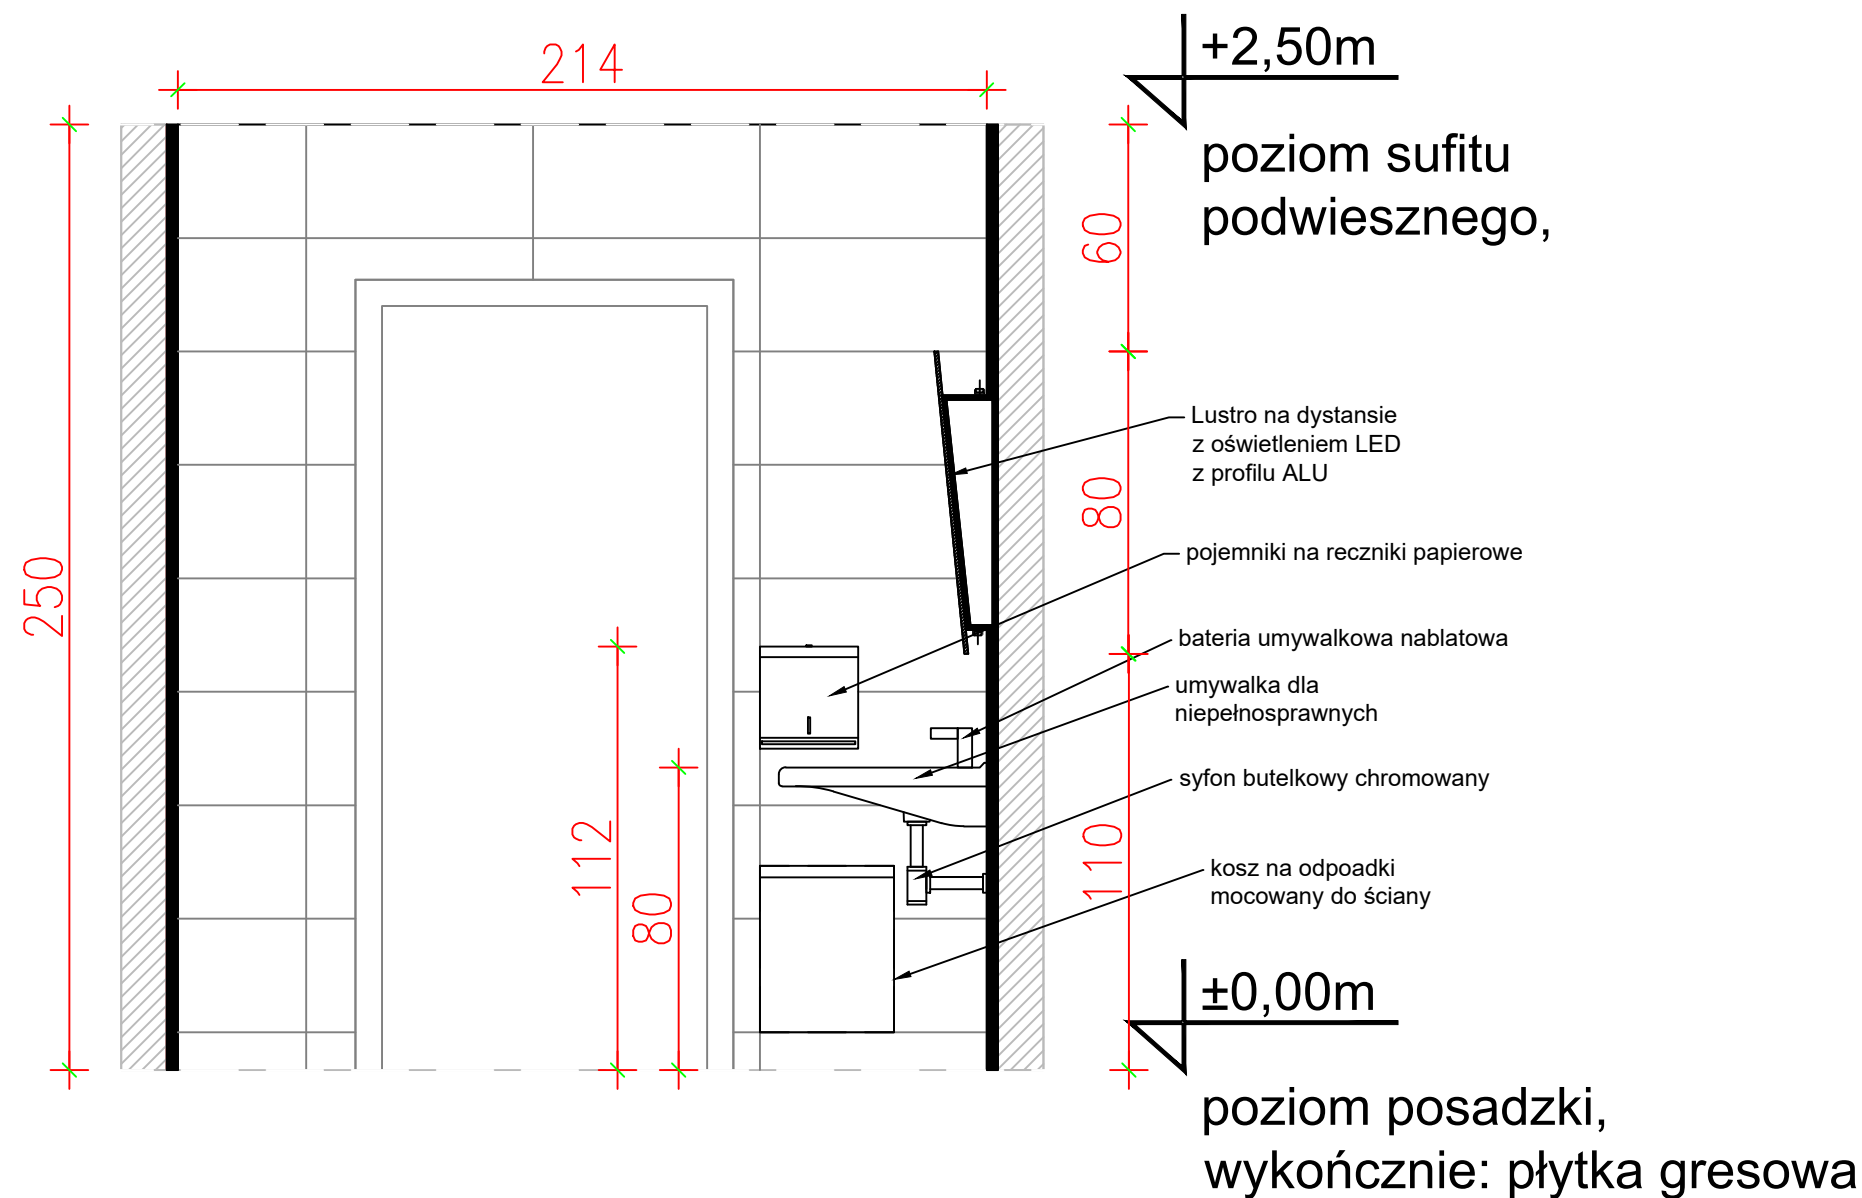 214
+2,50m
poziom sufitu
podwiesznego,
60
Lustro na dystansie
z oświetleniem LED
z profilu ALU
80
pojemniki na reczniki papierowe
250
bateria umywalkowa nablatowa
umywalka dla
niepełnosprawnych
syfon butelkowy chromowany
112
110
80
kosz na odpoadki
mocowany do ściany
±0,00m
poziom posadzki,
wykończnie: płytka gresowa